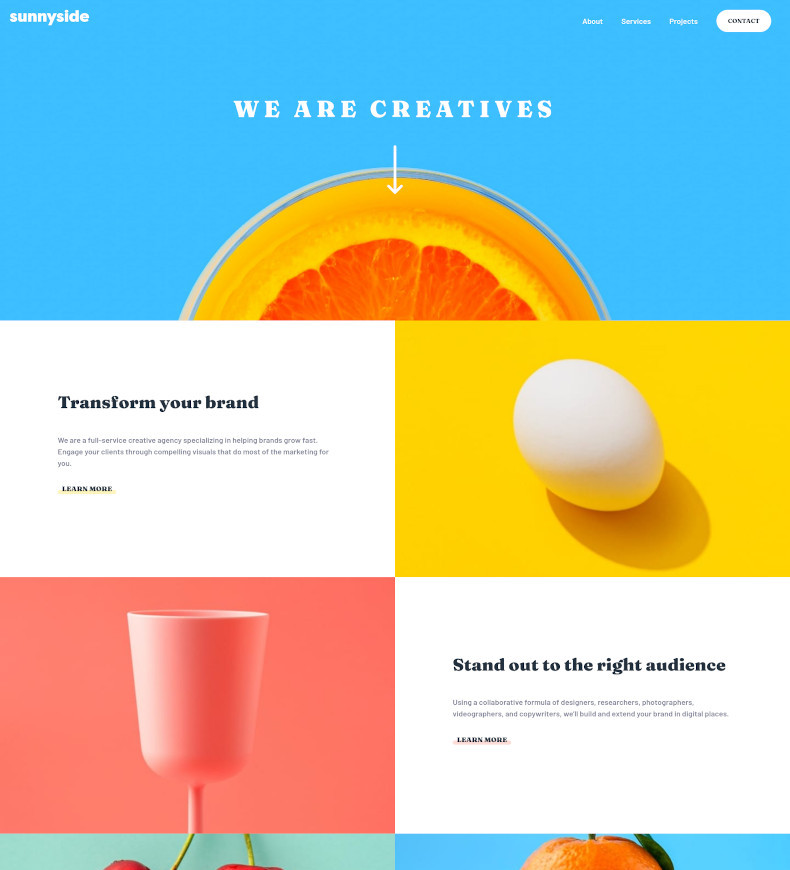 sunnyside
About Services Projects CONTACT
WE ARE CREATIVES
Transform your brand
We are a full-service creative agency specializing in helping brands grow fast.
Engage your clients through compelling visuals that do most of the marketing for
you.
LEARN MORE
Stand out to the right audience
Using a collaborative formula of designers, researchers, photographers,
videographers, and copywriters, we'll build and extend your brand in digital places.
LEARN MORE